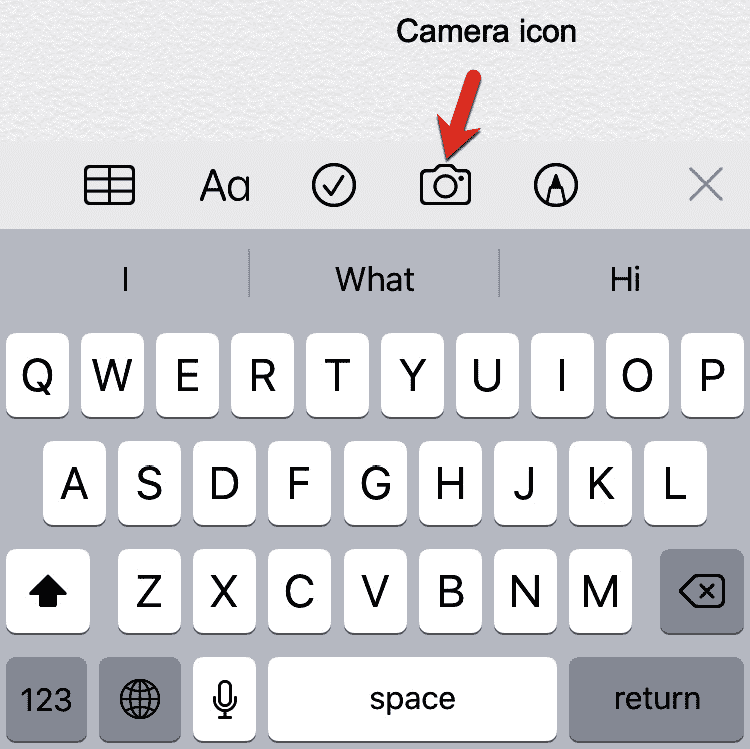 Camera icon
Aa
I What Hi
Q W E R T Y U I O P
A S D F G H J K L
Z X C V B N M
123 space return